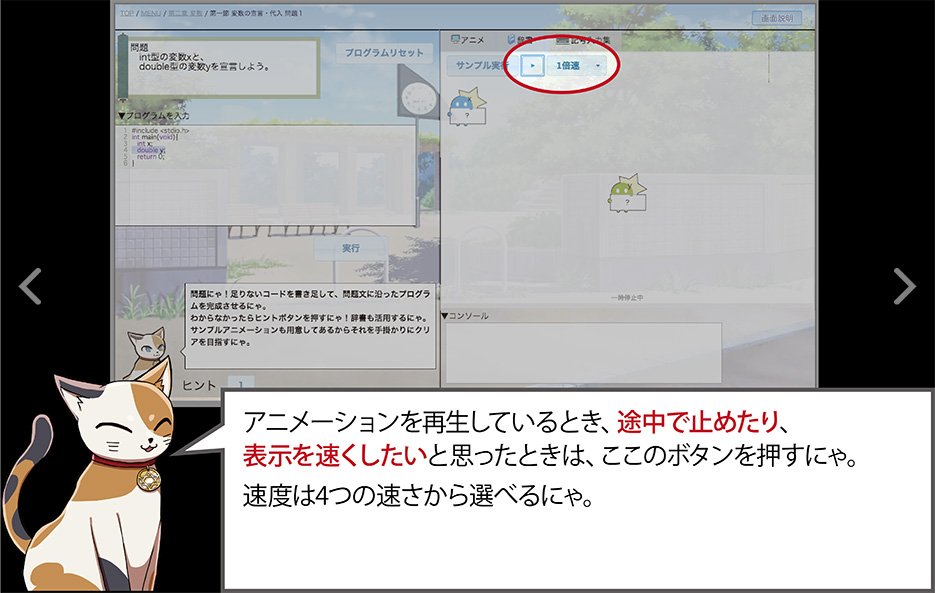 TOP / MENU / 第二章 変数 / 第一節 変数の宣言・代入 問題1
画面説明
問題
int型の変数xと、
double型の変数yを宣言しよう。
プログラムリセット
アニメ
辞書
記号入力集
サンプル実行
1倍速
▼プログラムを入力
1 #include <stdio.h>
2 int main(void){
3 int x;
4 double y;
5 return 0;
6 }
?
?
実行
一時停止中
問題にゃ!足りないコードを書き足して、問題文に沿ったプログラ
ムを完成させるにゃ。
わからなかったらヒントボタンを押すにゃ!辞書も活用するにゃ。
サンプルアニメーションも用意してあるからそれを手掛かりにクリ
アを目指すにゃ。
▼コンソール
ヒント 1
アニメーションを再生しているとき、途中で止めたり、
表示を速くしたいと思ったときは、ここのボタンを押すにゃ。
速度は4つの速さから選べるにゃ。